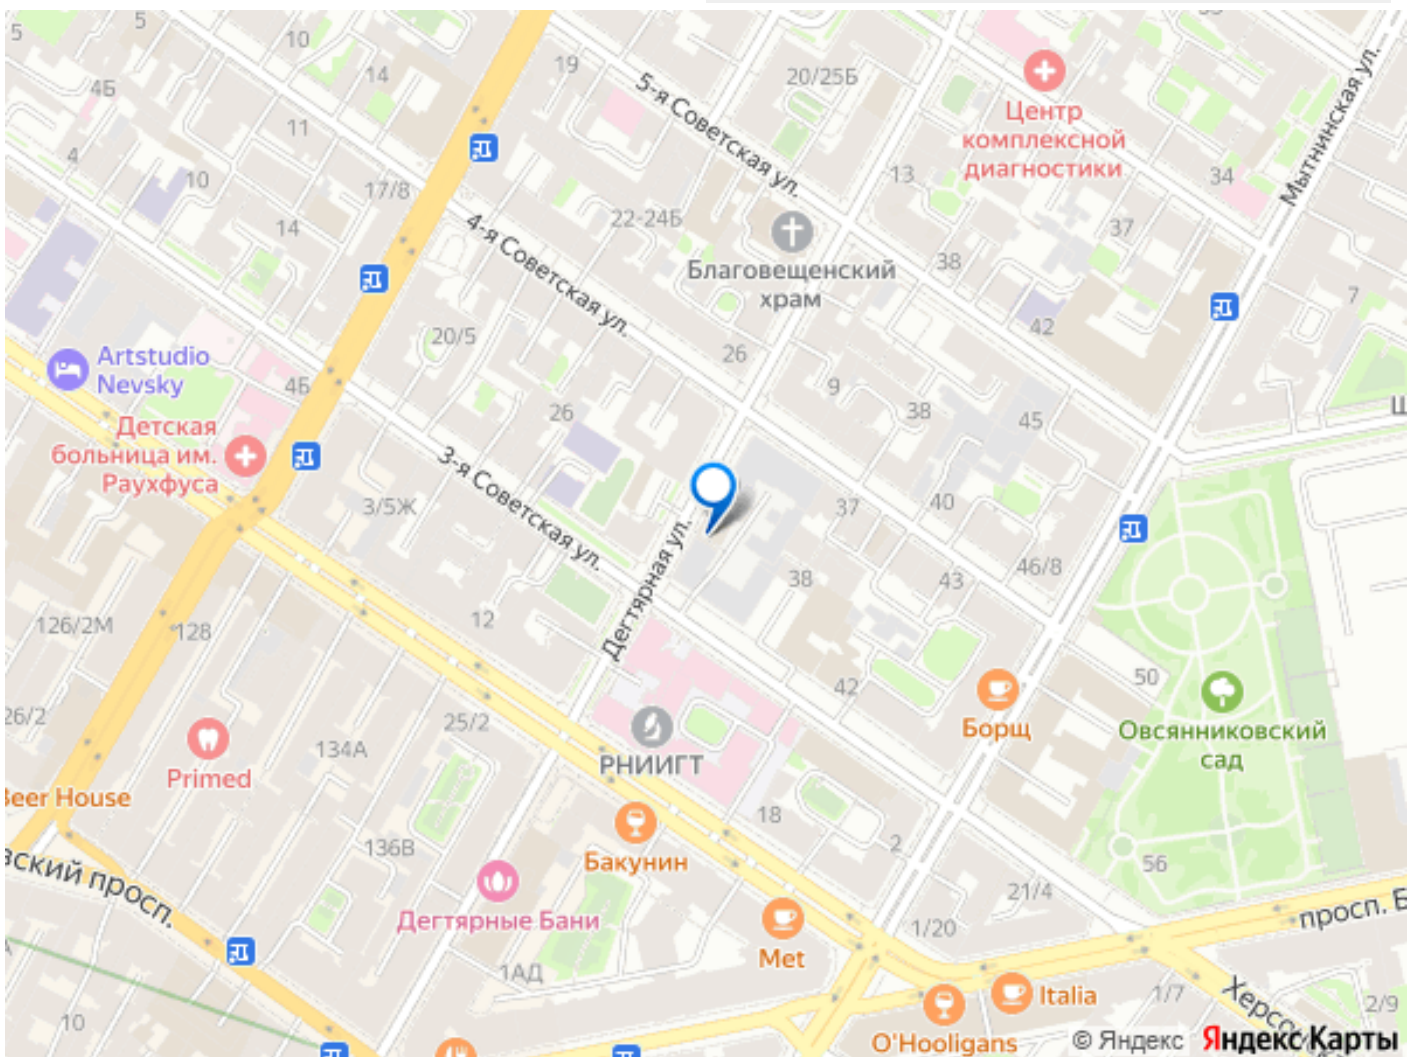 5
5
10
19
14
4Б
11
20/25Б
5-я Советская ул.
Центр
комплексной
диагностики
Мытнинская ул.
4
10
17/8
13
34
14
22-24Б
4-я Советская ул.
Благовещенский
храм
38
37
7
42
20/5
26
Artstudio
Nevsky
4Б
9
38
45
26
Детская
больница им.
Раухфуса
3-я Советская ул.
3/5Ж
37
40
Дегтярная ул.
38
43
46/8
12
126/2М
128
42
50
26/2
25/2
134А
Борщ
Овсянниковский
сад
РНИИГТ
Primed
Beer House
18
2
136В
Бакунин
56
вский просп.
21/4
Дегтярные Бани
просп. Б
1/20
Met
1АД
Italia
1/7
Херсо
2/9
10
O'Hooligans
© Яндекс Яндекс Карты